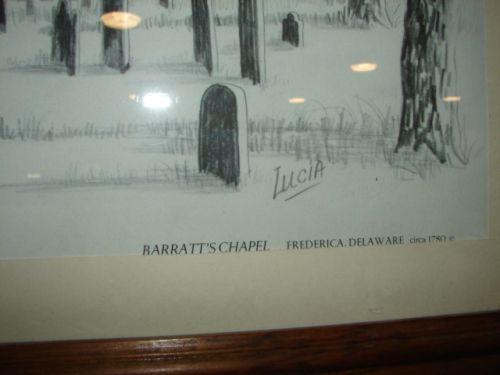 LUCIA
BARRATT'S CHAPEL FREDERICA, DELAWARE circa 1780 ©